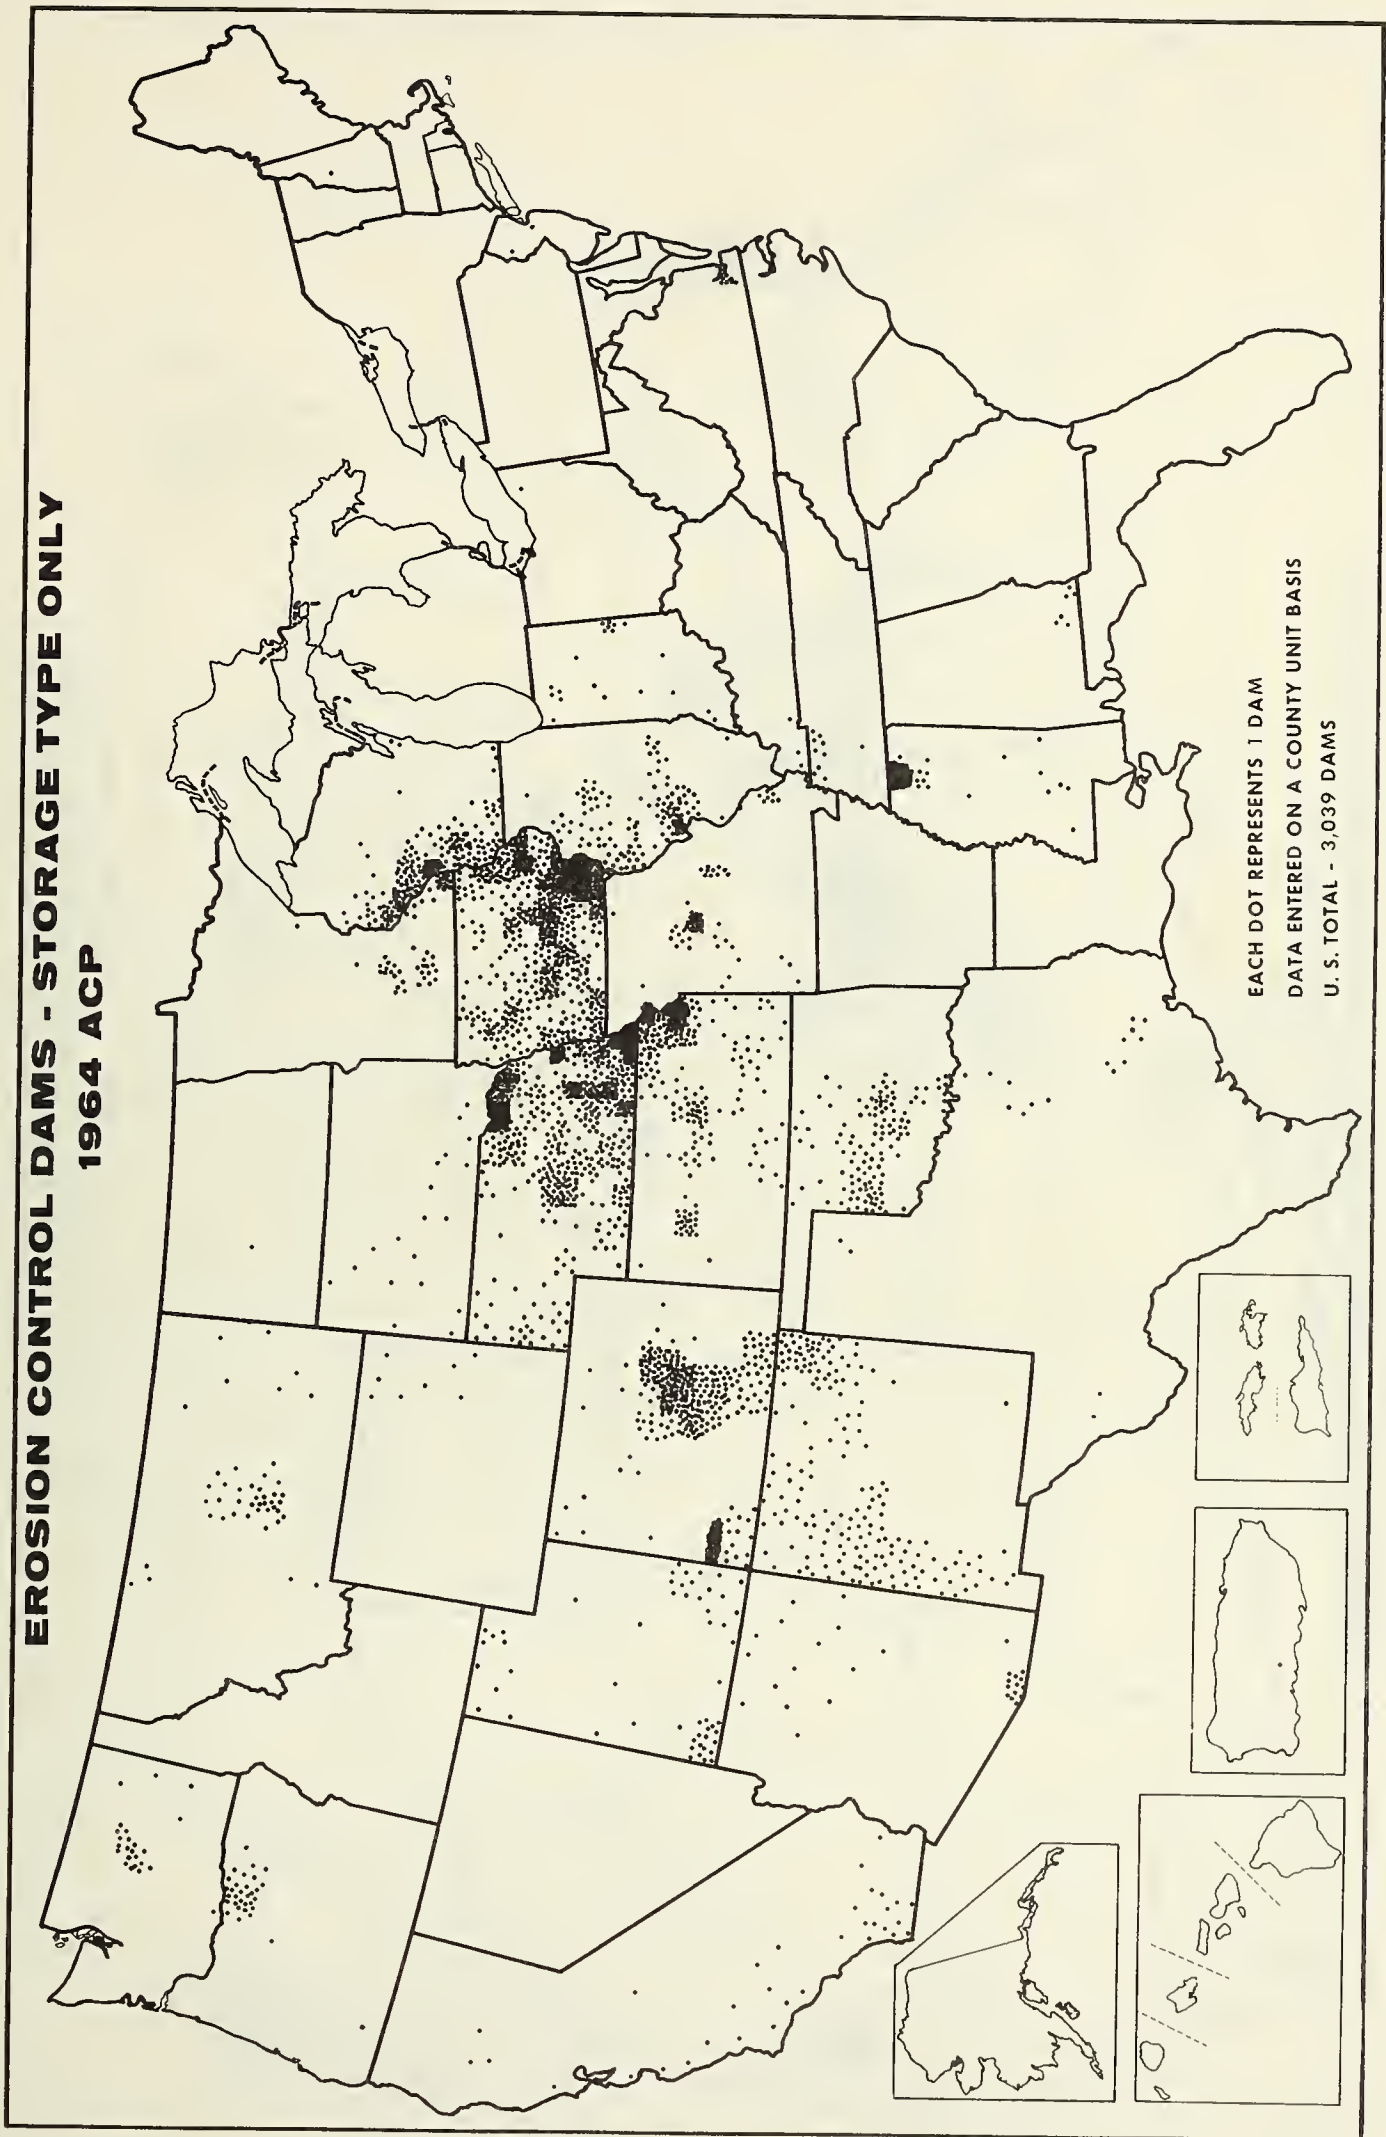 EROSION CONTROL DAMS - STORAGE TYPE ONLY
1964 ACP
EACH DOT REPRESENTS 1 DAM
DATA ENTERED ON A COUNTY UNIT BASIS
U.S. TOTAL - 3,039 DAMS